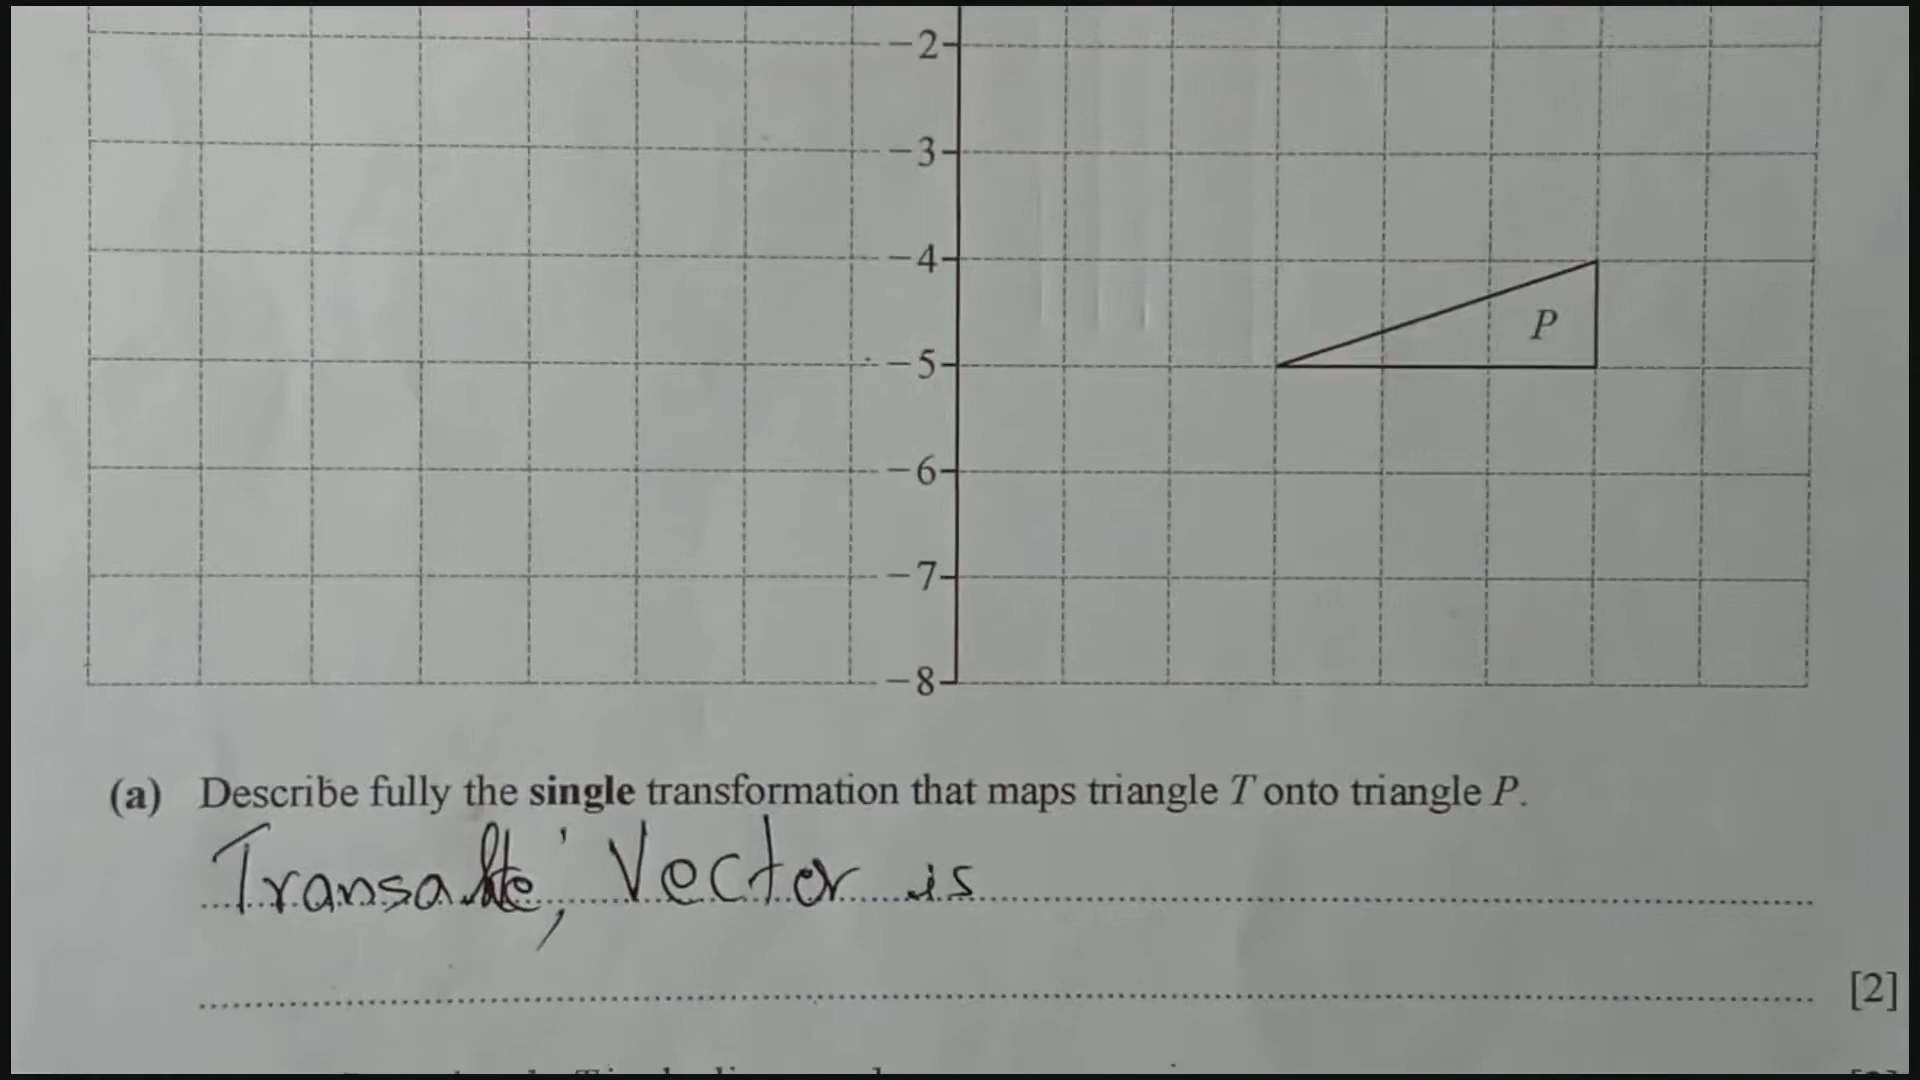 −2
−3
−4
P
−5
−6
−7
−8
(a) Describe fully the single transformation that maps triangle T onto triangle P.
Vector is
[2]